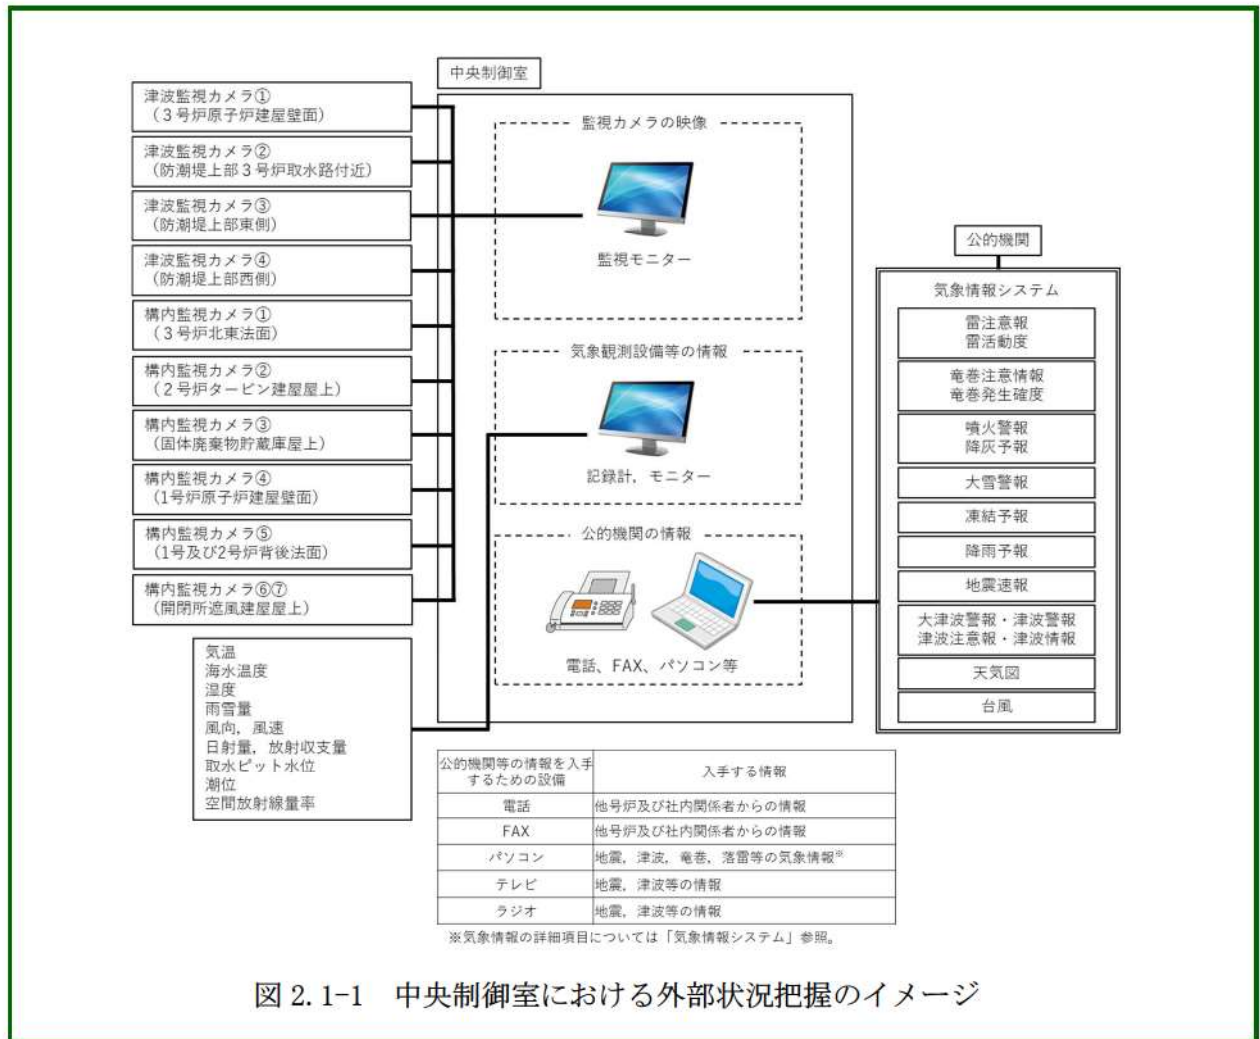 中央制御室
津波監視カメラ①
（３号炉原子炉建屋壁面）
津波監視カメラ②
（防潮堤上部３号炉取水路付近）
津波監視カメラ③
（防潮堤上部東側）
津波監視カメラ④
（防潮堤上部西側）
構内監視カメラ①
（３号炉北東法面）
構内監視カメラ②
（２号炉タービン建屋屋上）
構内監視カメラ③
（固体廃棄物貯蔵庫屋上）
構内監視カメラ④
（1号炉原子炉建屋壁面）
構内監視カメラ⑤
（1号及び2号炉背後法面）
構内監視カメラ⑥⑦
（開閉所遮風建屋屋上）
気温
海水温度
湿度
雨雪量
風向，風速
日射量，放射収支量
取水ピット水位
潮位
空間放射線量率
監視カメラの映像
監視モニター
気象観測設備等の情報
記録計，モニター
公的機関の情報
電話、FAX、パソコン等
公的機関
気象情報システム
雷注意報
雷活動度
竜巻注意情報
竜巻発生確度
噴火警報
降灰予報
大雪警報
凍結予報
降雨予報
地震速報
大津波警報・津波警報
津波注意報・津波情報
天気図
台風
公的機関等の情報を入手
するための設備
入手する情報
電話
他号炉及び社内関係者からの情報
FAX
他号炉及び社内関係者からの情報
パソコン
地震，津波，竜巻，落雷等の気象情報※
テレビ
地震，津波等の情報
ラジオ
地震，津波等の情報
※気象情報の詳細項目については「気象情報システム」参照。
図 2.1-1　中央制御室における外部状況把握のイメージ